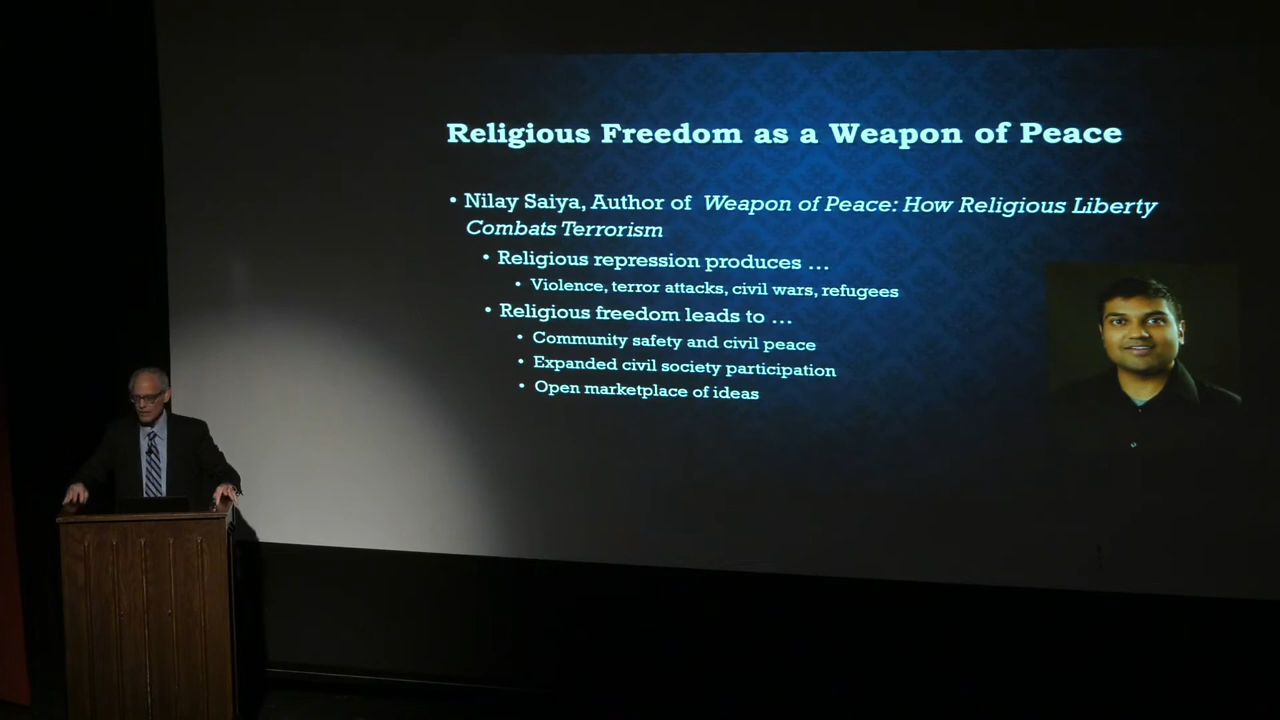 Religious Freedom as a Weapon of Peace
• Nilay Saiya, Author of Weapon of Peace: How Religious Liberty
Combats Terrorism
• Religious repression produces …
• Violence, terror attacks, civil wars, refugees
• Religious freedom leads to …
• Community safety and civil peace
• Expanded civil society participation
• Open marketplace of ideas